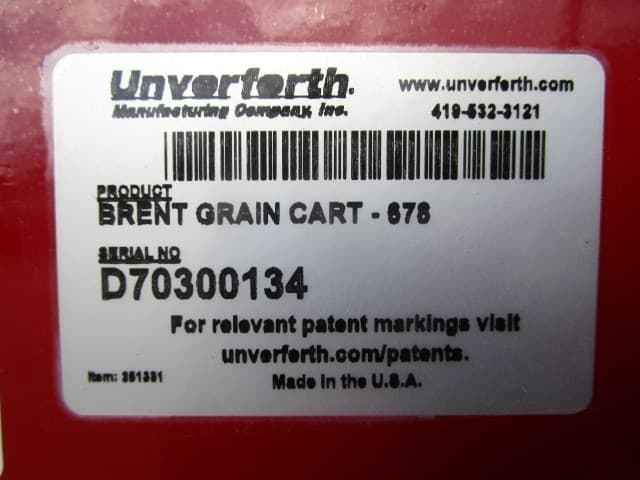 Unverferth.
Manufacturing Company, Inc.
www.unverferth.com
419-532-3121
PRODUCT
BRENT GRAIN CART - 678
SERIAL NO
D70300134
For relevant patent markings visit
unverferth.com/patents.
Item: 251331
Made in the U.S.A.